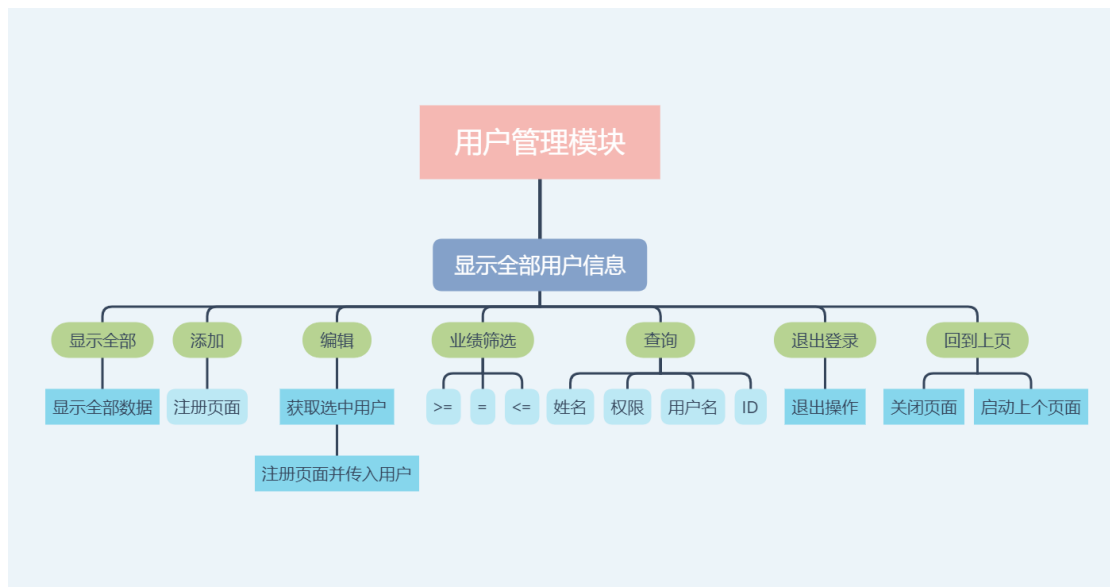 用户管理模块
显示全部用户信息
显示全部
添加
编辑
业绩筛选
查询
退出登录
回到上页
显示全部数据
注册页面
获取选中用户
>=
=
<=
姓名
权限
用户名
ID
退出操作
关闭页面
启动上个页面
注册页面并传入用户